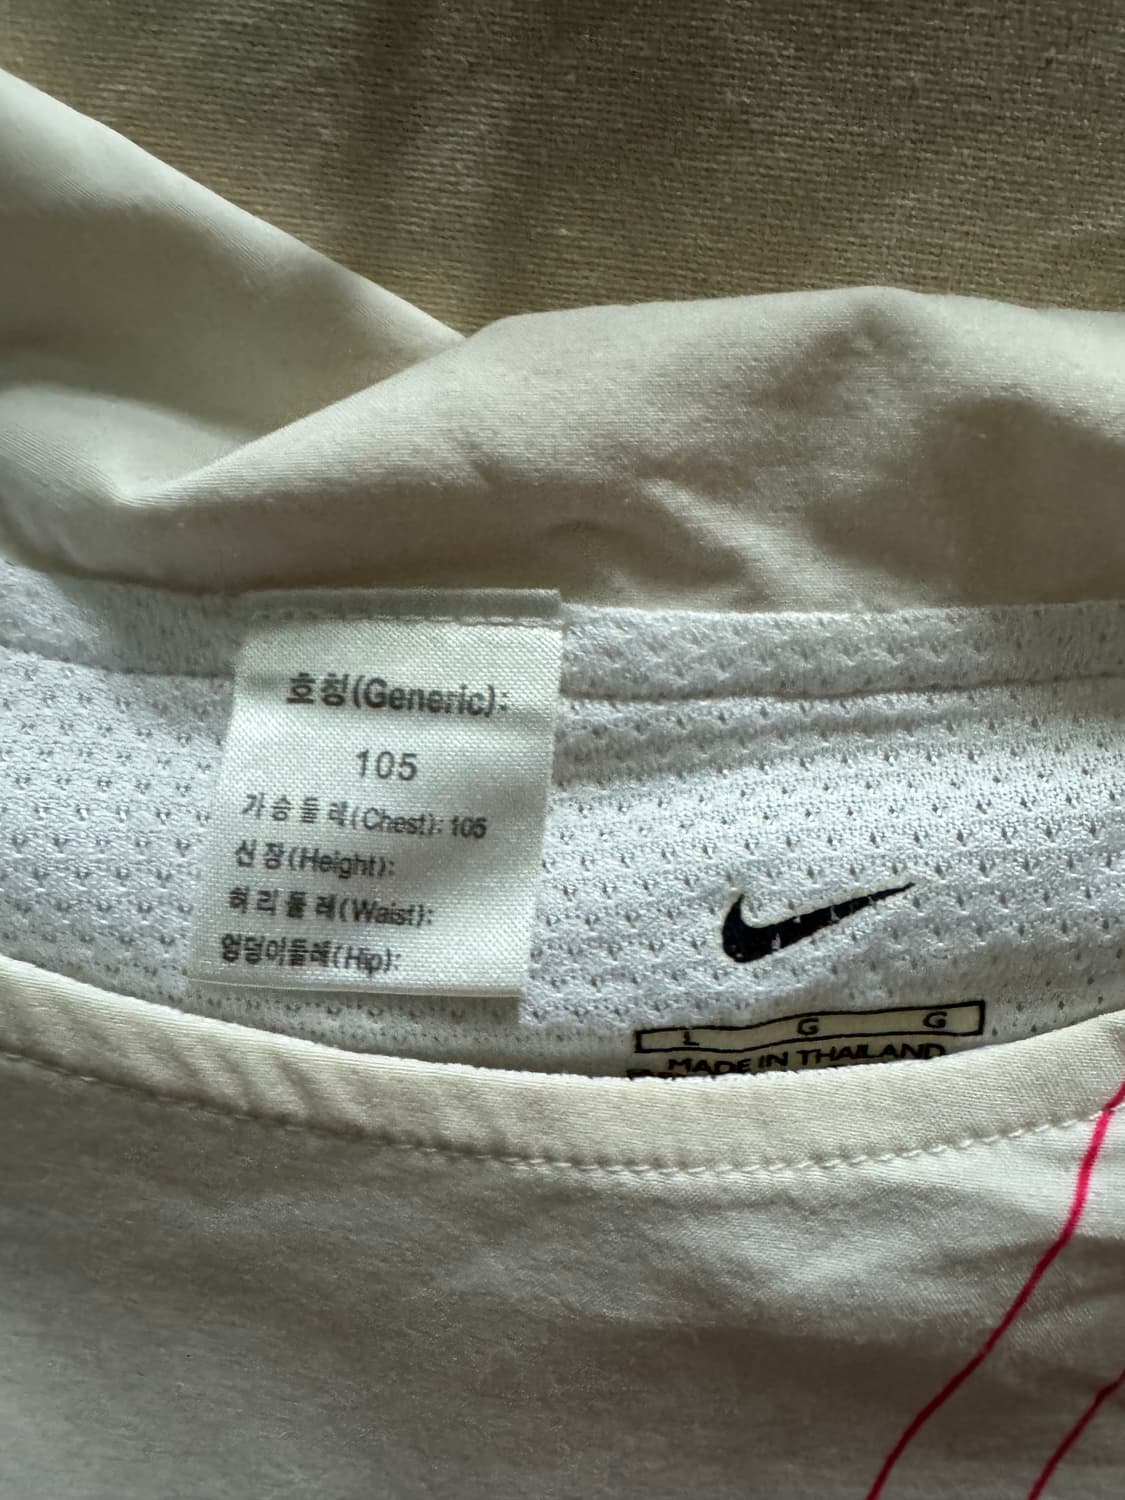 호칭(Generic):
105
가슴둘레(Chest): 105
신장(Height):
허리둘레(Waist):
엉덩이둘레(Hip):
L G G
MADE IN THAILAND